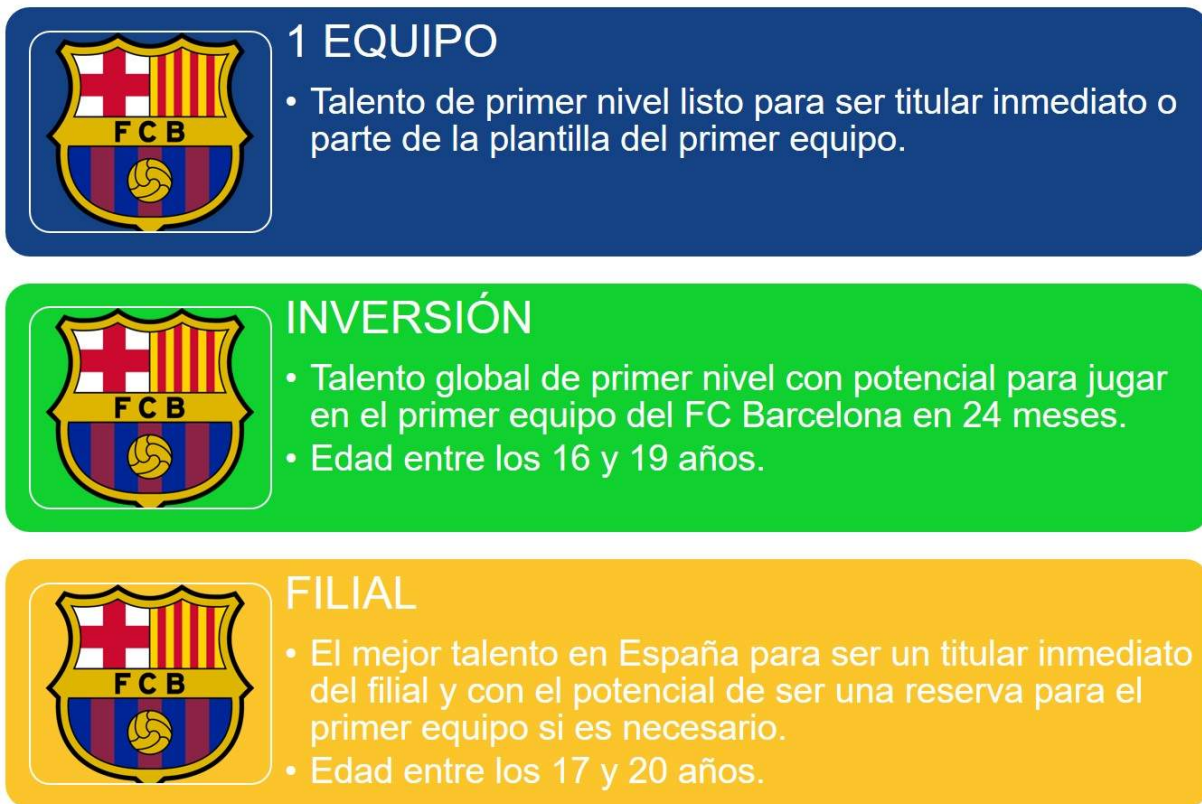 FCB
1 EQUIPO
• Talento de primer nivel listo para ser titular inmediato o
parte de la plantilla del primer equipo.
FCB
INVERSIÓN
• Talento global de primer nivel con potencial para jugar
en el primer equipo del FC Barcelona en 24 meses.
• Edad entre los 16 y 19 años.
FCB
FILIAL
• El mejor talento en España para ser un titular inmediato
del filial y con el potencial de ser una reserva para el
primer equipo si es necesario.
• Edad entre los 17 y 20 años.